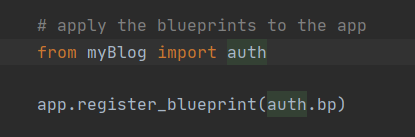 # apply the blueprints to the app
from myBlog import auth
app.register_blueprint(auth.bp)